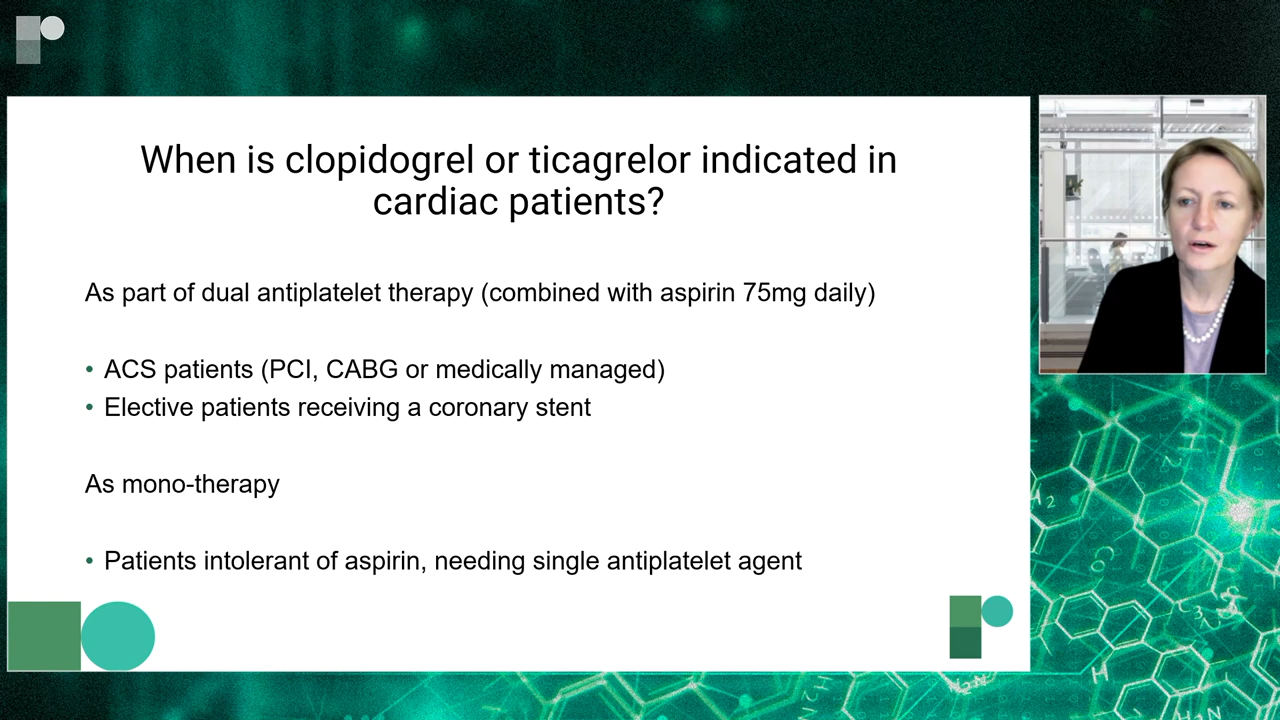 When is clopidogrel or ticagrelor indicated in
cardiac patients?
As part of dual antiplatelet therapy (combined with aspirin 75mg daily)
• ACS patients (PCI, CABG or medically managed)
• Elective patients receiving a coronary stent
As mono-therapy
• Patients intolerant of aspirin, needing single antiplatelet agent
H
H₂
H
N